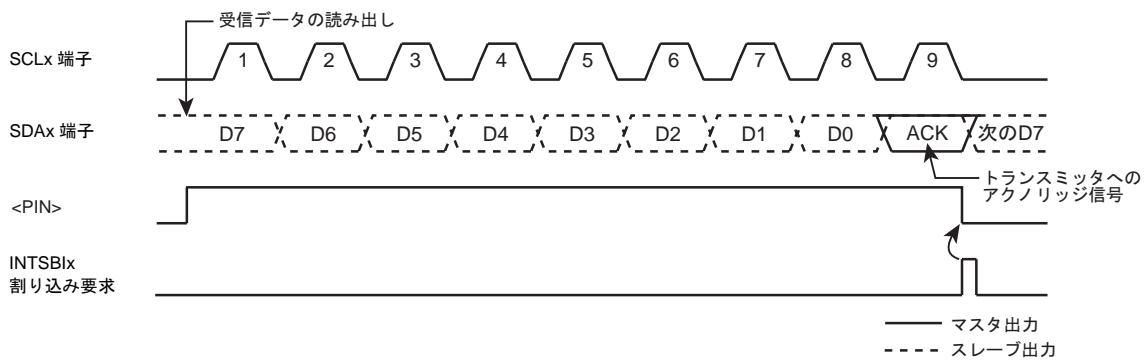 受信データの読み出し
SCLx 端子
1 2 3 4 5 6 7 8 9
SDAx 端子
D7 D6 D5 D4 D3 D2 D1 D0 ACK 次のD7
トランスミッタへの
アクノリッジ信号
<PIN>
INTSBIx
割り込み要求
マスタ出力
スレーブ出力